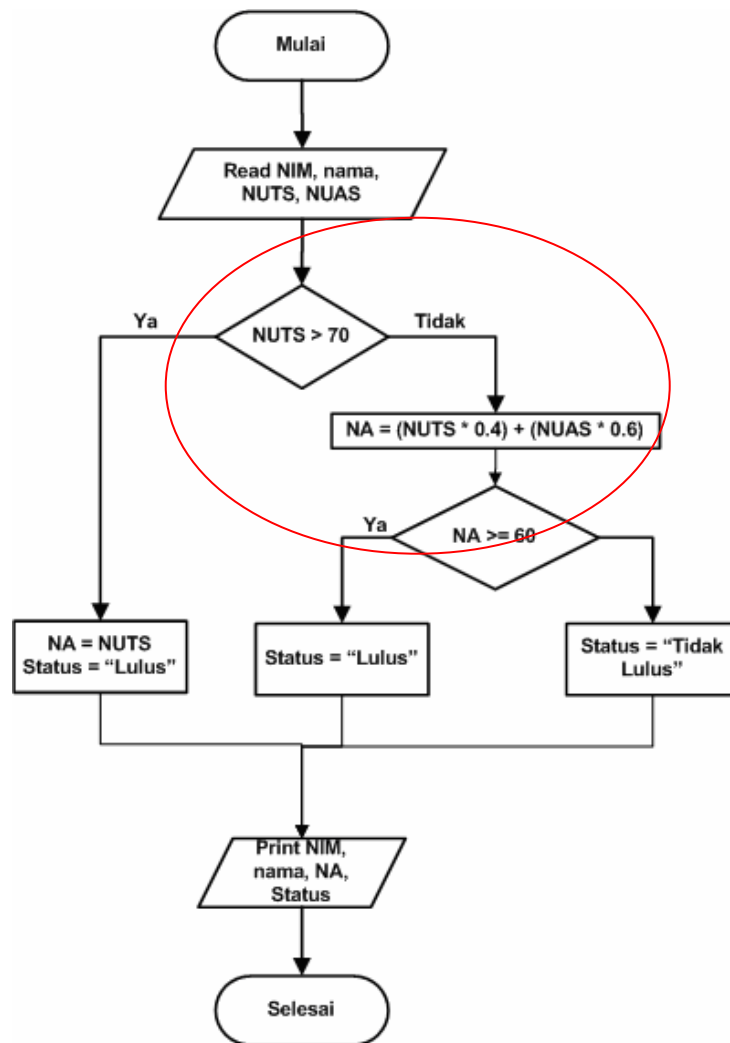 Mulai
Read NIM, nama,
NUTS, NUAS
Ya
NUTS > 70
Tidak
NA = (NUTS * 0.4) + (NUAS * 0.6)
Ya
NA >= 60
NA = NUTS
Status = “Lulus”
Status = “Lulus”
Status = “Tidak
Lulus”
Print NIM,
nama, NA,
Status
Selesai